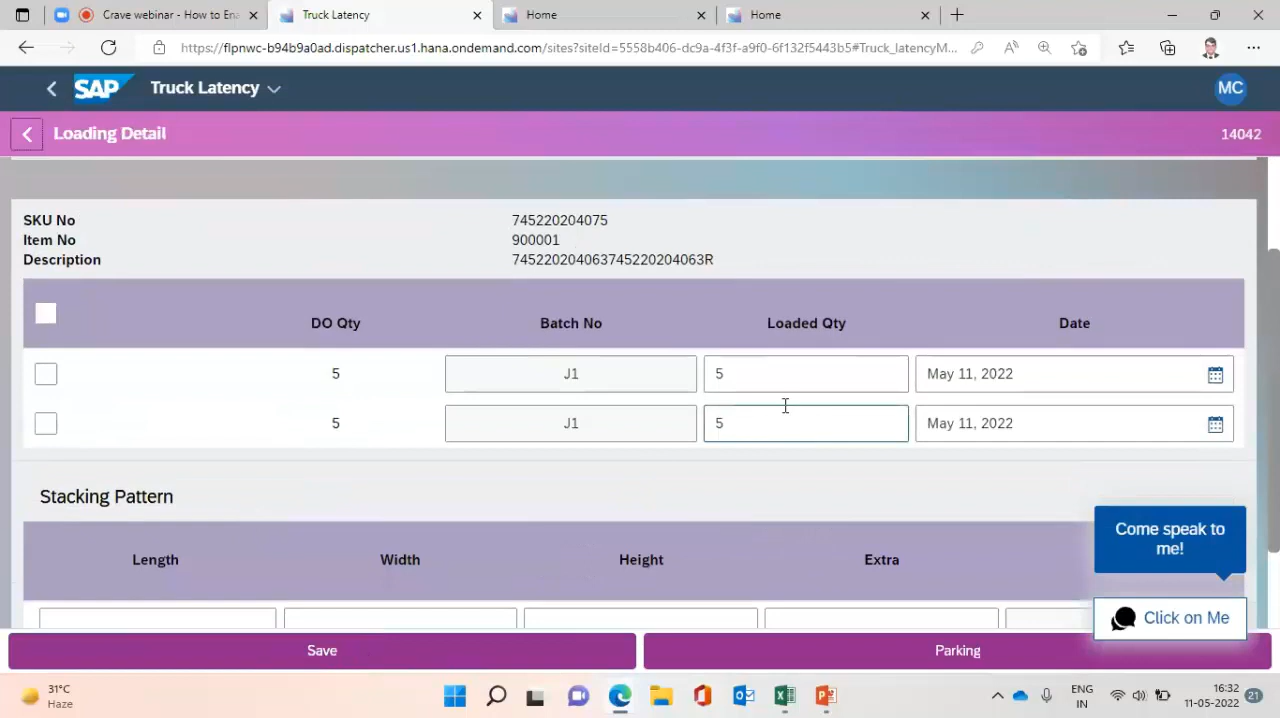 Crave webinar - How to En
Truck Latency
Home
Home
https://flpnwc-b94b9a0ad.dispatcher.us1.hana.ondemand.com/sites?siteId=5558b406-dc9a-4f3f-a9f0-6f132f5443b5#Truck_latencyM...
SAP
Truck Latency
MC
Loading Detail
14042
SKU No
745220204075
Item No
900001
Description
745220204063745220204063R
DO Qty
Batch No
Loaded Qty
Date
5
J1
5
May 11, 2022
5
J1
5
May 11, 2022
Stacking Pattern
Come speak to
me!
Length
Width
Height
Extra
Click on Me
Save
Parking
31°C
Haze
ENG
IN
16:32
11-05-2022
21